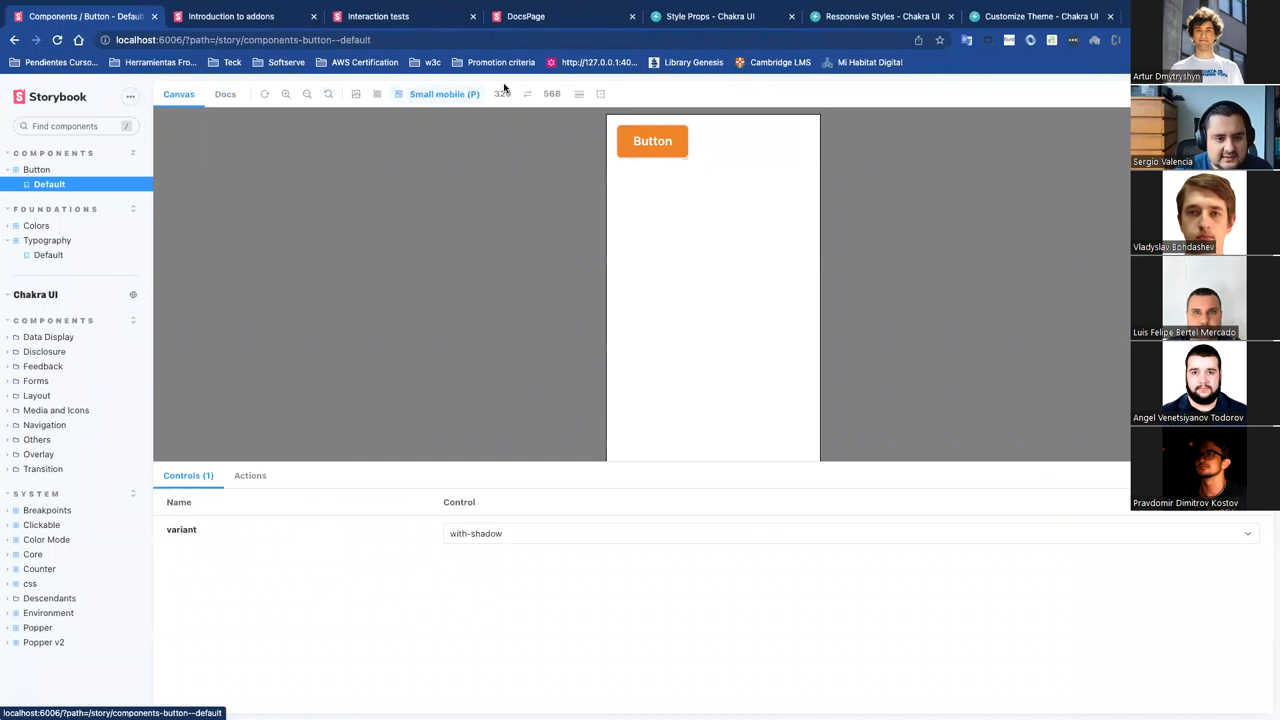 Components / Button - Defaul
Introduction to addons
Interaction tests
DocsPage
Style Props - Chakra UI
Responsive Styles - Chakra UI
Customize Theme - Chakra UI
localhost:6006/?path=/story/components-button--default
Pendientes Curso...
Herramientas Fro...
Teck
Softserve
AWS Certification
w3c
Promotion criteria
http://127.0.0.1:40...
Library Genesis
Cambridge LMS
Mi Habitat Digital
Storybook
Find components
/
COMPONENTS
Button
Default
FOUNDATIONS
Colors
Typography
Default
Chakra UI
COMPONENTS
Data Display
Disclosure
Feedback
Forms
Layout
Media and Icons
Navigation
Others
Overlay
Transition
SYSTEM
Breakpoints
Clickable
Color Mode
Core
Counter
css
Descendants
Environment
Popper
Popper v2
localhost:6006/?path=/story/components-button--default
Canvas
Docs
Small mobile (P)
320
568
Button
Controls (1)
Actions
Name
Control
variant
with-shadow
Artur Dmytryshyn
Sergio Valencia
Vladyslav Bohdashev
Luis Felipe Bertel Mercado
Angel Venetsiyanov Todorov
Pravdomir Dimitrov Kostov